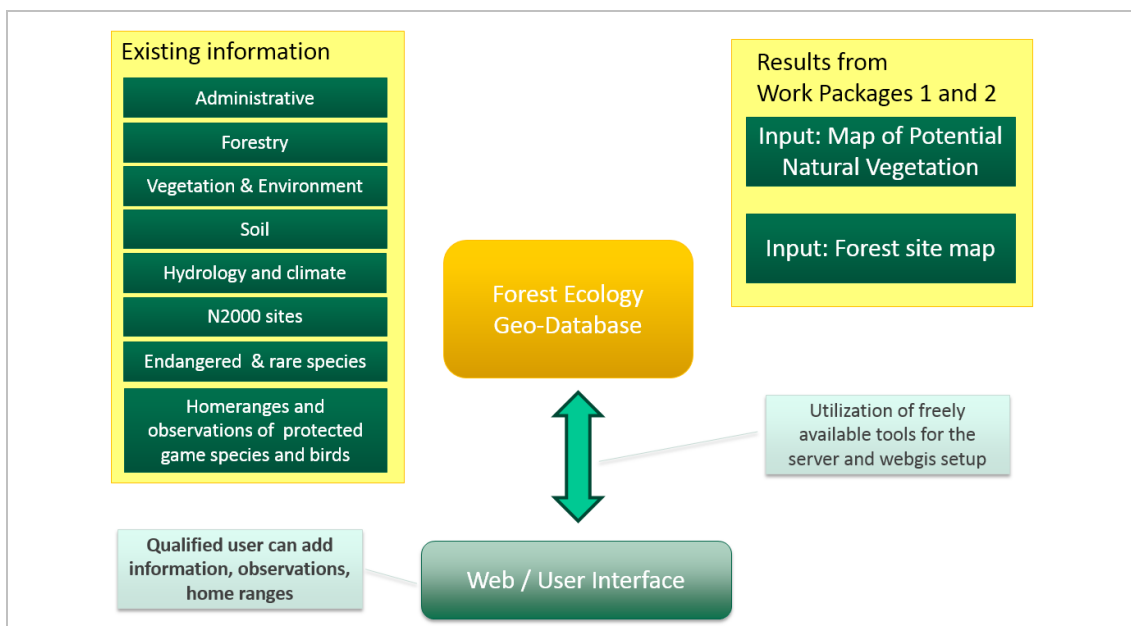 Existing information
Administrative
Forestry
Vegetation & Environment
Soil
Hydrology and climate
N2000 sites
Endangered & rare species
Homeranges and
observations of protected
game species and birds
Results from
Work Packages 1 and 2
Input: Map of Potential
Natural Vegetation
Input: Forest site map
Forest Ecology
Geo-Database
Utilization of freely
available tools for the
server and webgis setup
Qualified user can add
information, observations,
home ranges
Web / User Interface